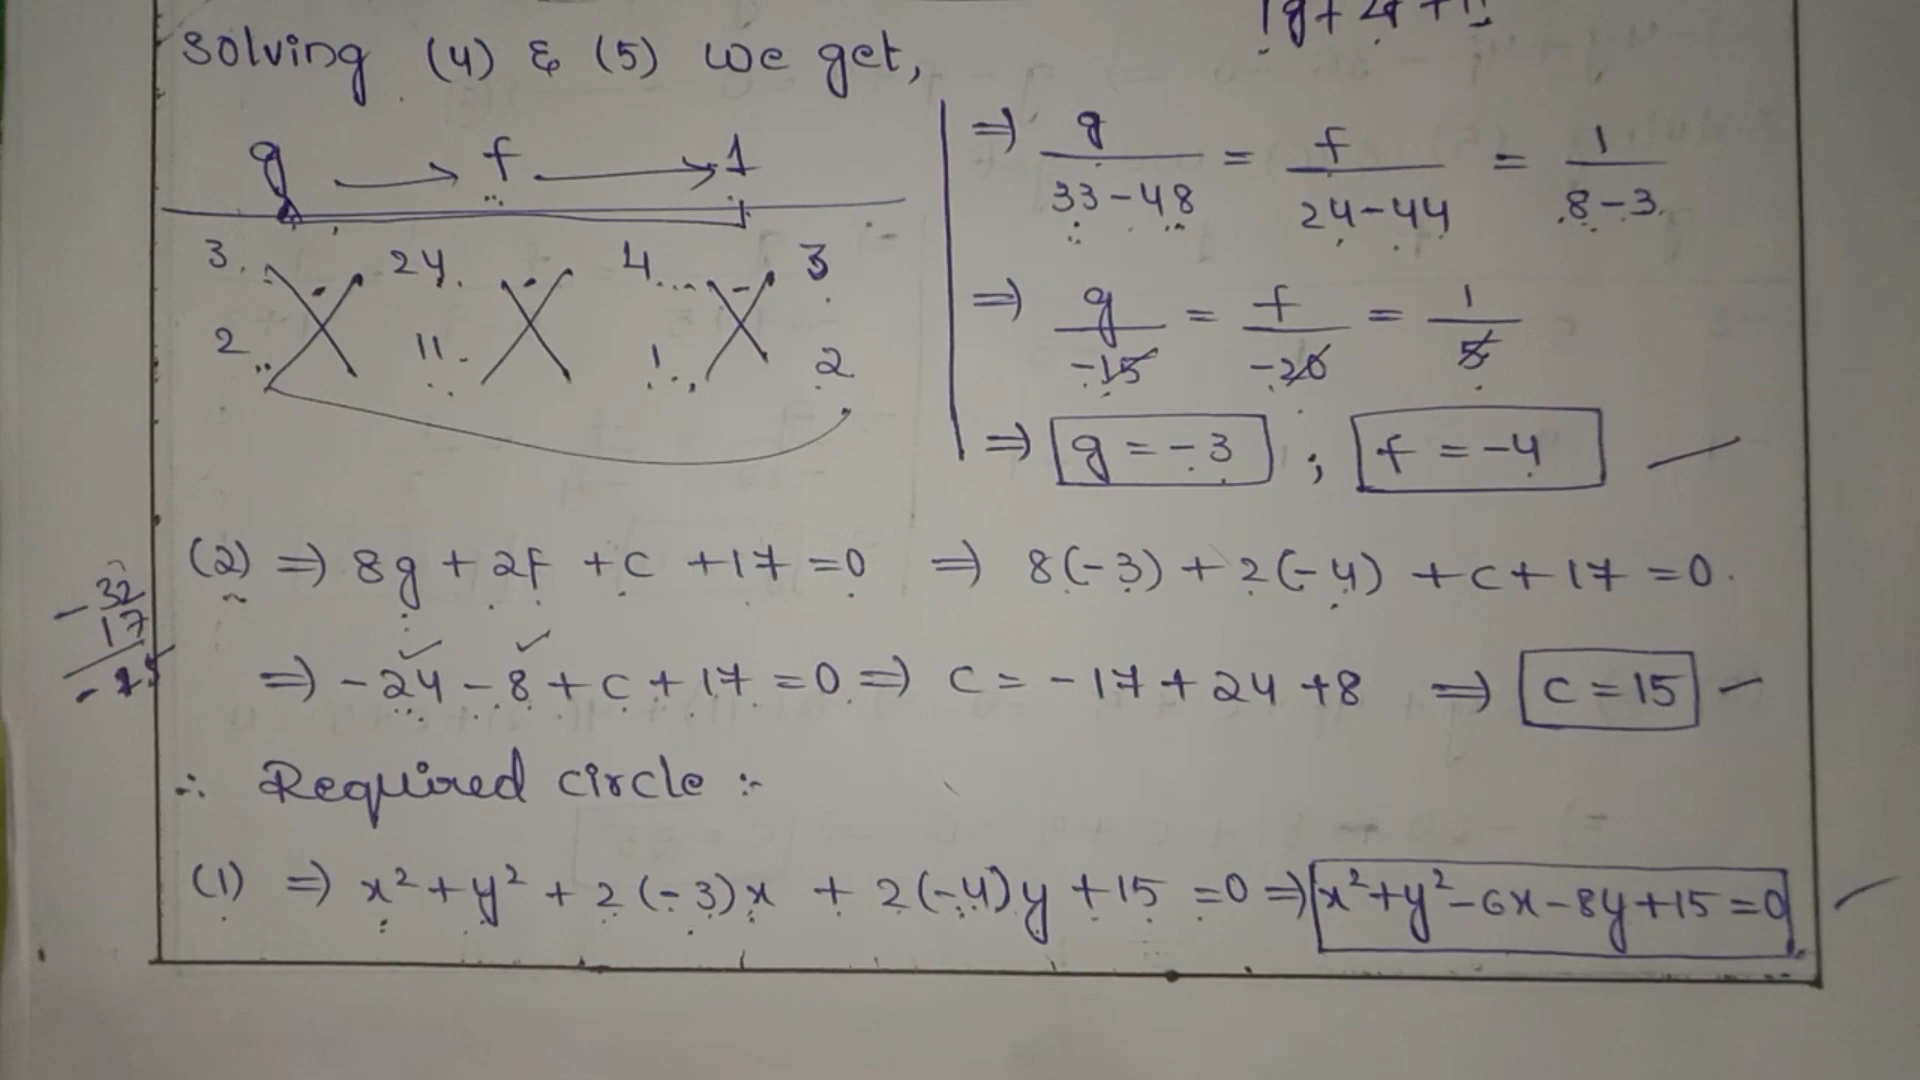 solving (4) & (5) we get,
g → f → 1
3 24 4 3
2 11 1 2
⇒ g/33-48 = f/24-44 = 1/8-3
⇒ g/-15 = f/-20 = 1/5
⇒ g = -3 ; f = -4
(2) ⇒ 8g + 2f + c + 17 = 0 ⇒ 8(-3) + 2(-4) + c + 17 = 0.
-32
17
⇒ -24 - 8 + c + 17 = 0 ⇒ c = -17 + 24 + 8 ⇒ c = 15
∴ Required circle :-
(1) ⇒ x² + y² + 2(-3)x + 2(-4)y + 15 = 0 ⇒ x² + y² - 6x - 8y + 15 = 0